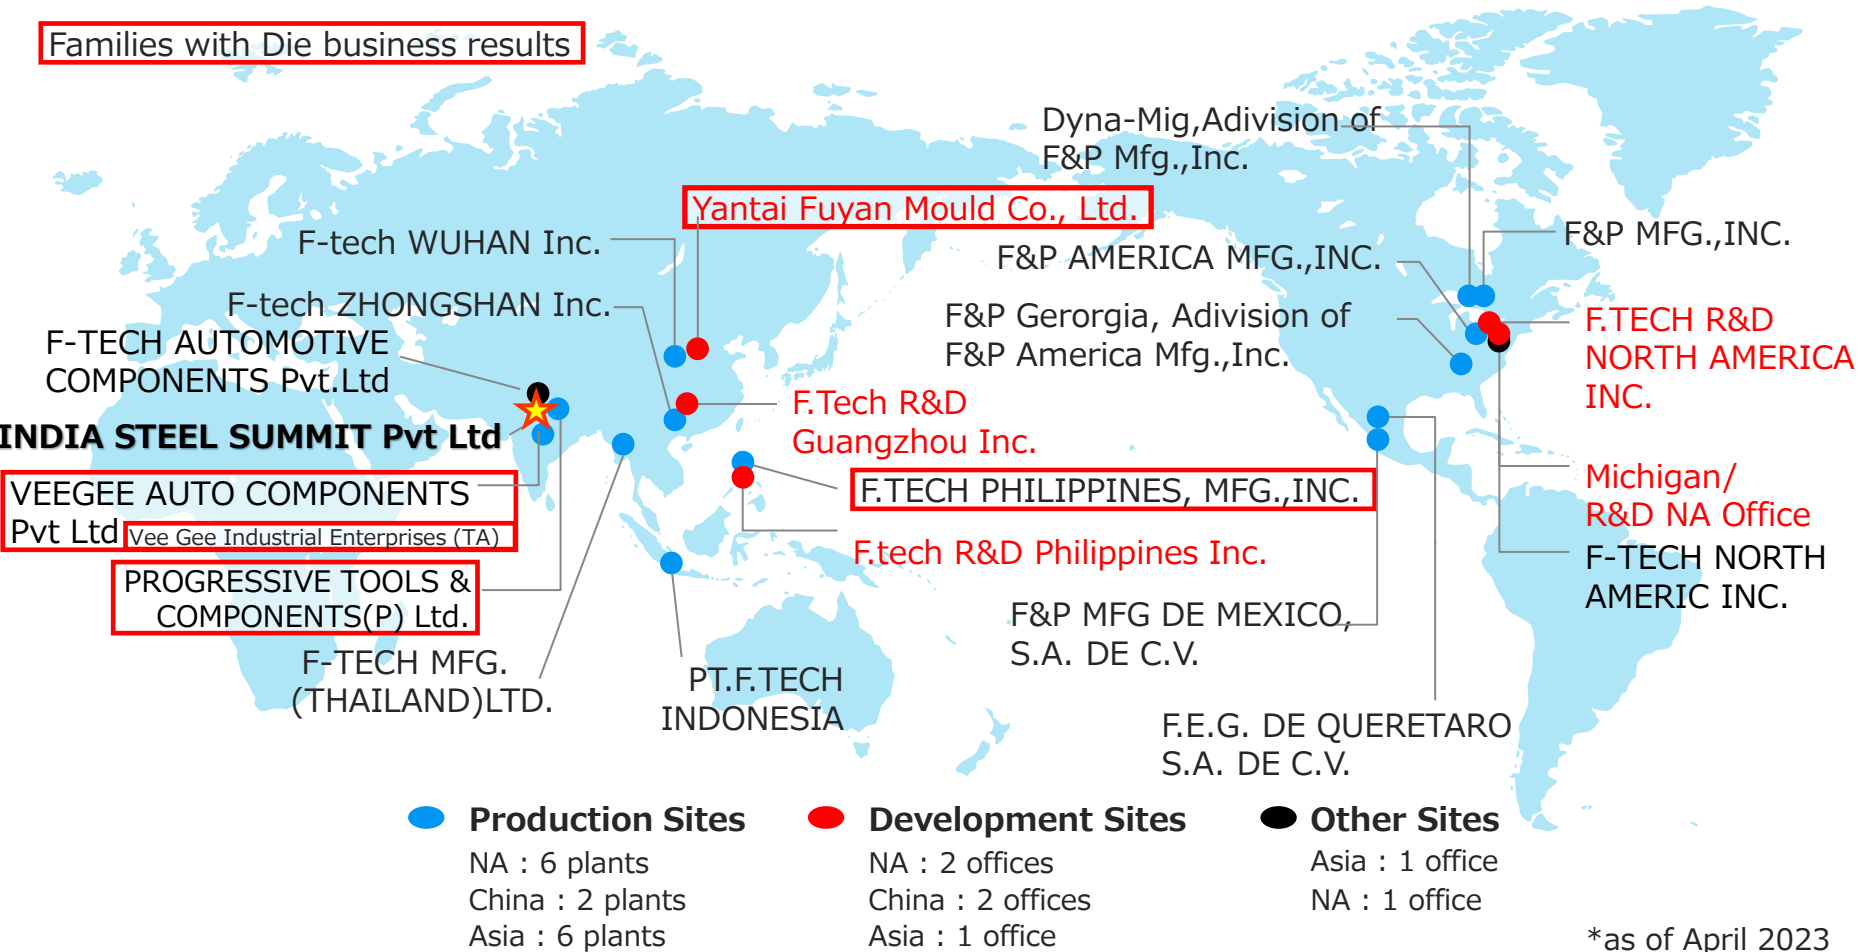 Families with Die business results
Dyna-Mig,Adivision of
F&P Mfg.,Inc.
Yantai Fuyan Mould Co., Ltd.
F-tech WUHAN Inc.
F&P AMERICA MFG.,INC.
F&P MFG.,INC.
F-tech ZHONGSHAN Inc.
F&P Gerorgia, Adivision of
F&P America Mfg.,Inc.
F.TECH R&D
NORTH AMERICA
INC.
F-TECH AUTOMOTIVE
COMPONENTS Pvt.Ltd
F.Tech R&D
Guangzhou Inc.
INDIA STEEL SUMMIT Pvt Ltd
VEEGEE AUTO COMPONENTS
Pvt Ltd
Vee Gee Industrial Enterprises (TA)
F.TECH PHILIPPINES, MFG.,INC.
Michigan/
R&D NA Office
F.tech R&D Philippines Inc.
F-TECH NORTH
AMERIC INC.
PROGRESSIVE TOOLS &
COMPONENTS(P) Ltd.
F&P MFG DE MEXICO,
S.A. DE C.V.
F-TECH MFG.
(THAILAND)LTD.
PT.F.TECH
INDONESIA
F.E.G. DE QUERETARO
S.A. DE C.V.
Production Sites
NA : 6 plants
China : 2 plants
Asia : 6 plants
Development Sites
NA : 2 offices
China : 2 offices
Asia : 1 office
Other Sites
Asia : 1 office
NA : 1 office
*as of April 2023